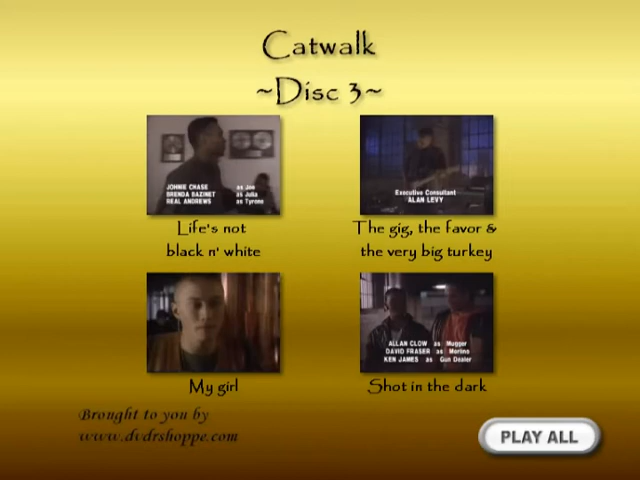 Catwalk
~Disc 3~
JOHNIE CHASE as Joe
BRENDA BAZINET as Julia
REAL ANDREWS as Tyrone
Executive Consultant
ALAN LEVY
Life's not
black n' white
The gig, the favor &
the very big turkey
ALLAN CLOW as Mugger
DAVID FRASER as Merlino
KEN JAMES as Gun Dealer
My girl
Shot in the dark
Brought to you by
www.dvdrshoppe.com
PLAY ALL